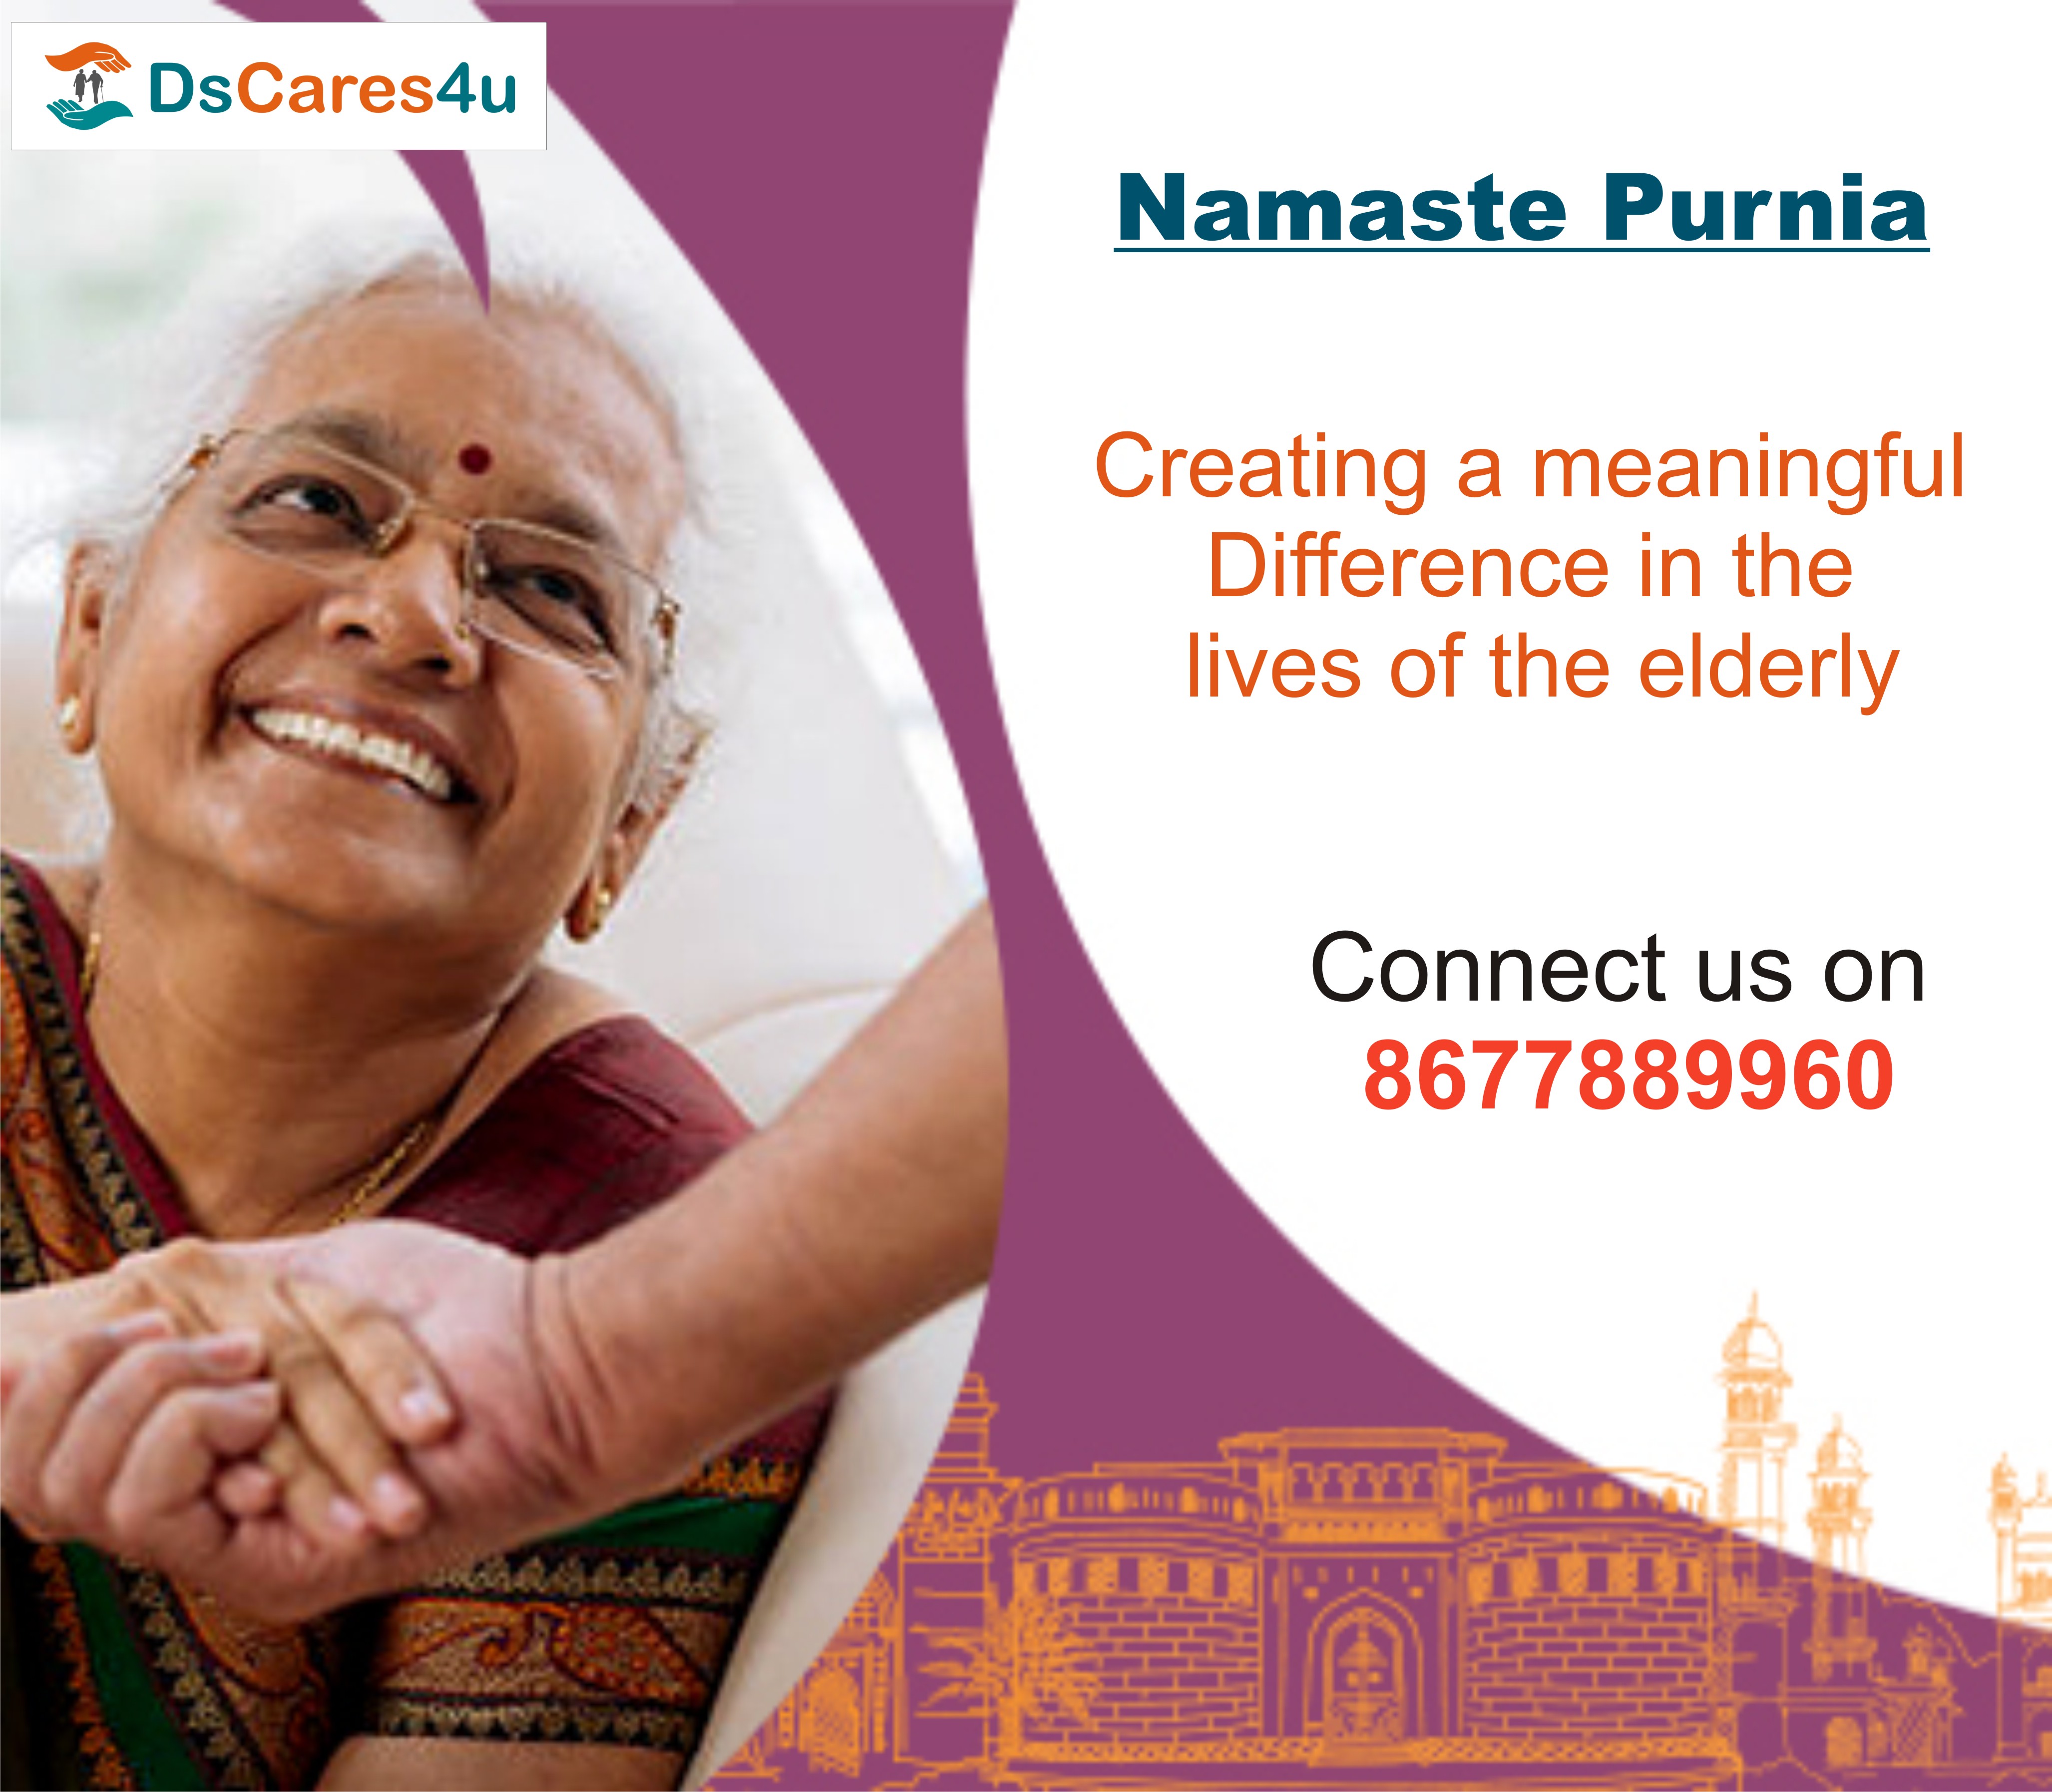 DsCares4u
Namaste Purnia
Creating a meaningful
Difference in the
lives of the elderly
Connect us on
8677889960